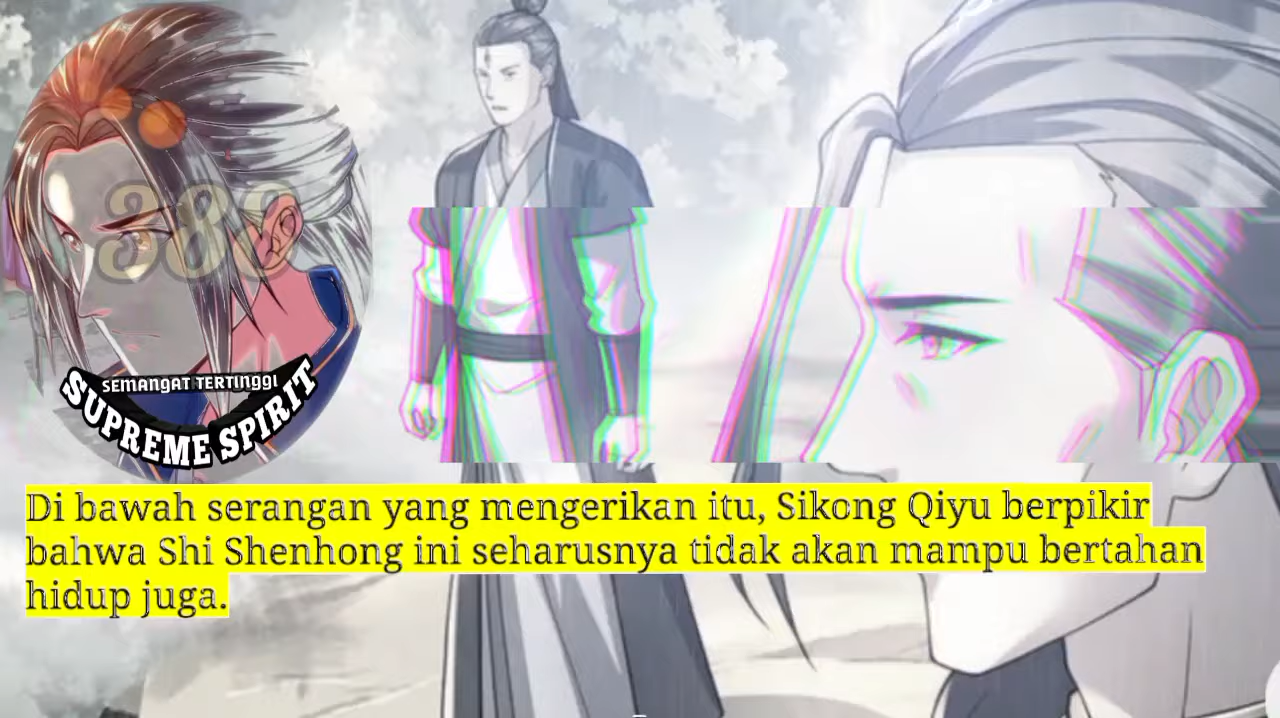 SEMANGAT TERTINGGI
SUPREME SPIRIT
Di bawah serangan yang mengerikan itu, Sikong Qiyu berpikir
bahwa Shi Shenhong ini seharusnya tidak akan mampu bertahan
hidup juga.